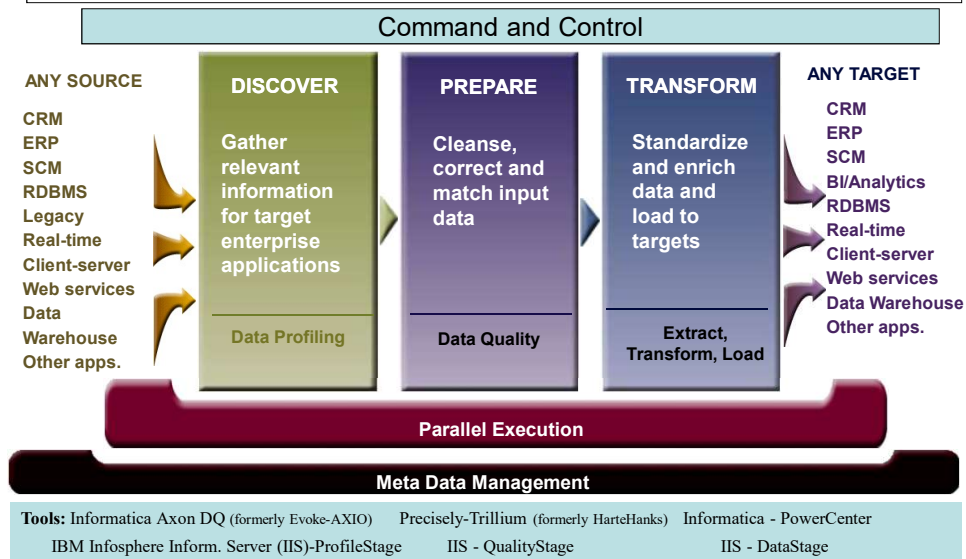 Command and Control
ANY SOURCE
CRM
ERP
SCM
RDBMS
Legacy
Real-time
Client-server
Web services
Data
Warehouse
Other apps.
DISCOVER
Gather
relevant
information
for target
enterprise
applications
Data Profiling
PREPARE
Cleanse,
correct and
match input
data
Data Quality
TRANSFORM
Standardize
and enrich
data and
load to
targets
Extract,
Transform, Load
ANY TARGET
CRM
ERP
SCM
BI/Analytics
RDBMS
Real-time
Client-server
Web services
Data Warehouse
Other apps.
Parallel Execution
Meta Data Management
Tools: Informatica Axon DQ (formerly Evoke-AXIO) Precisely-Trillium (formerly HarteHanks) Informatica - PowerCenter
IBM Infosphere Inform. Server (IIS)-ProfileStage IIS - QualityStage IIS - DataStage